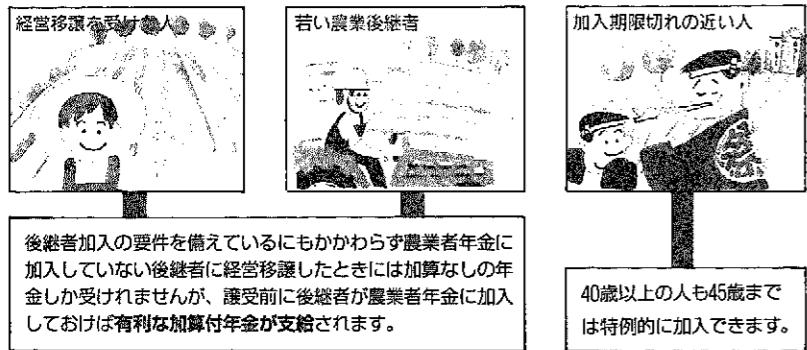 経営移譲を受けた人
若い農業後継者
加入期限切れの近い人
後継者加入の要件を備えているにもかかわらず農業者年金に
加入していない後継者に経営移譲したときには加算なしの年
金しか受けれませんが、譲受前に後継者が農業者年金に加入
しておけば有利な加算付年金が支給されます。
40歳以上の人も45歳まで
は特例的に加入できます。